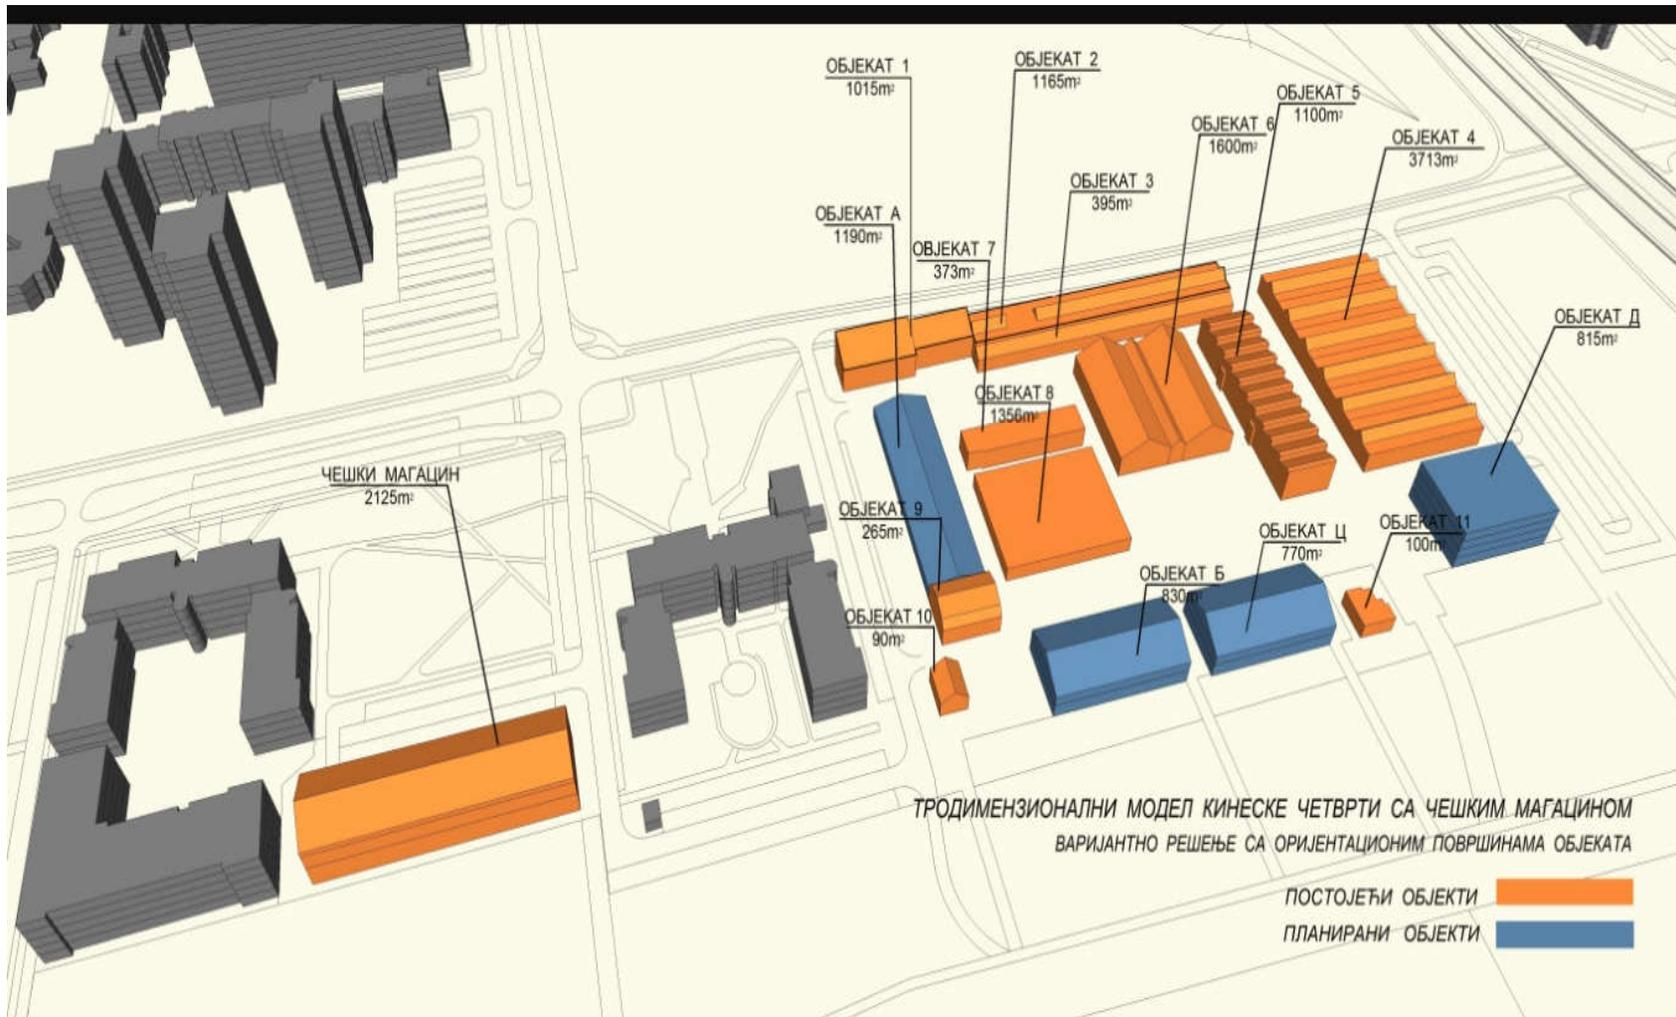 ОБЈЕКАТ 1
1015m²
ОБЈЕКАТ 2
1165m²
ОБЈЕКАТ 5
1100m²
ОБЈЕКАТ 6
1600m²
ОБЈЕКАТ 4
3713m²
ОБЈЕКАТ 3
395m²
ОБЈЕКАТ А
1190m²
ОВЈЕКАТ 7
373m²
ОБЈЕКАТ Д
815m²
ОБЈЕКАТ 8
1356m²
ЧЕШКИ МАГАЦИН
2125m²
ОБЈЕКАТ 9
265m²
ОБЈЕКАТ Ц
770m²
ОБЈЕКАТ 11
100m²
ОБЈЕКАТ Б
830m²
ОБЈЕКАТ 10
90m²
ТРОДИМЕНЗИОНАЛНИ МОДЕЛ КИНЕСКЕ ЧЕТВРТИ СА ЧЕШКИМ МАГАЦИНОМ
ВАРИЈАНТНО РЕШЕЊЕ СА ОРИЈЕНТАЦИОНИМ ПОВРШИНАМА ОБЈЕКАТА
ПОСТОЈЕЋИ ОБЈЕКТИ
ПЛАНИРАНИ ОБЈЕКТИ